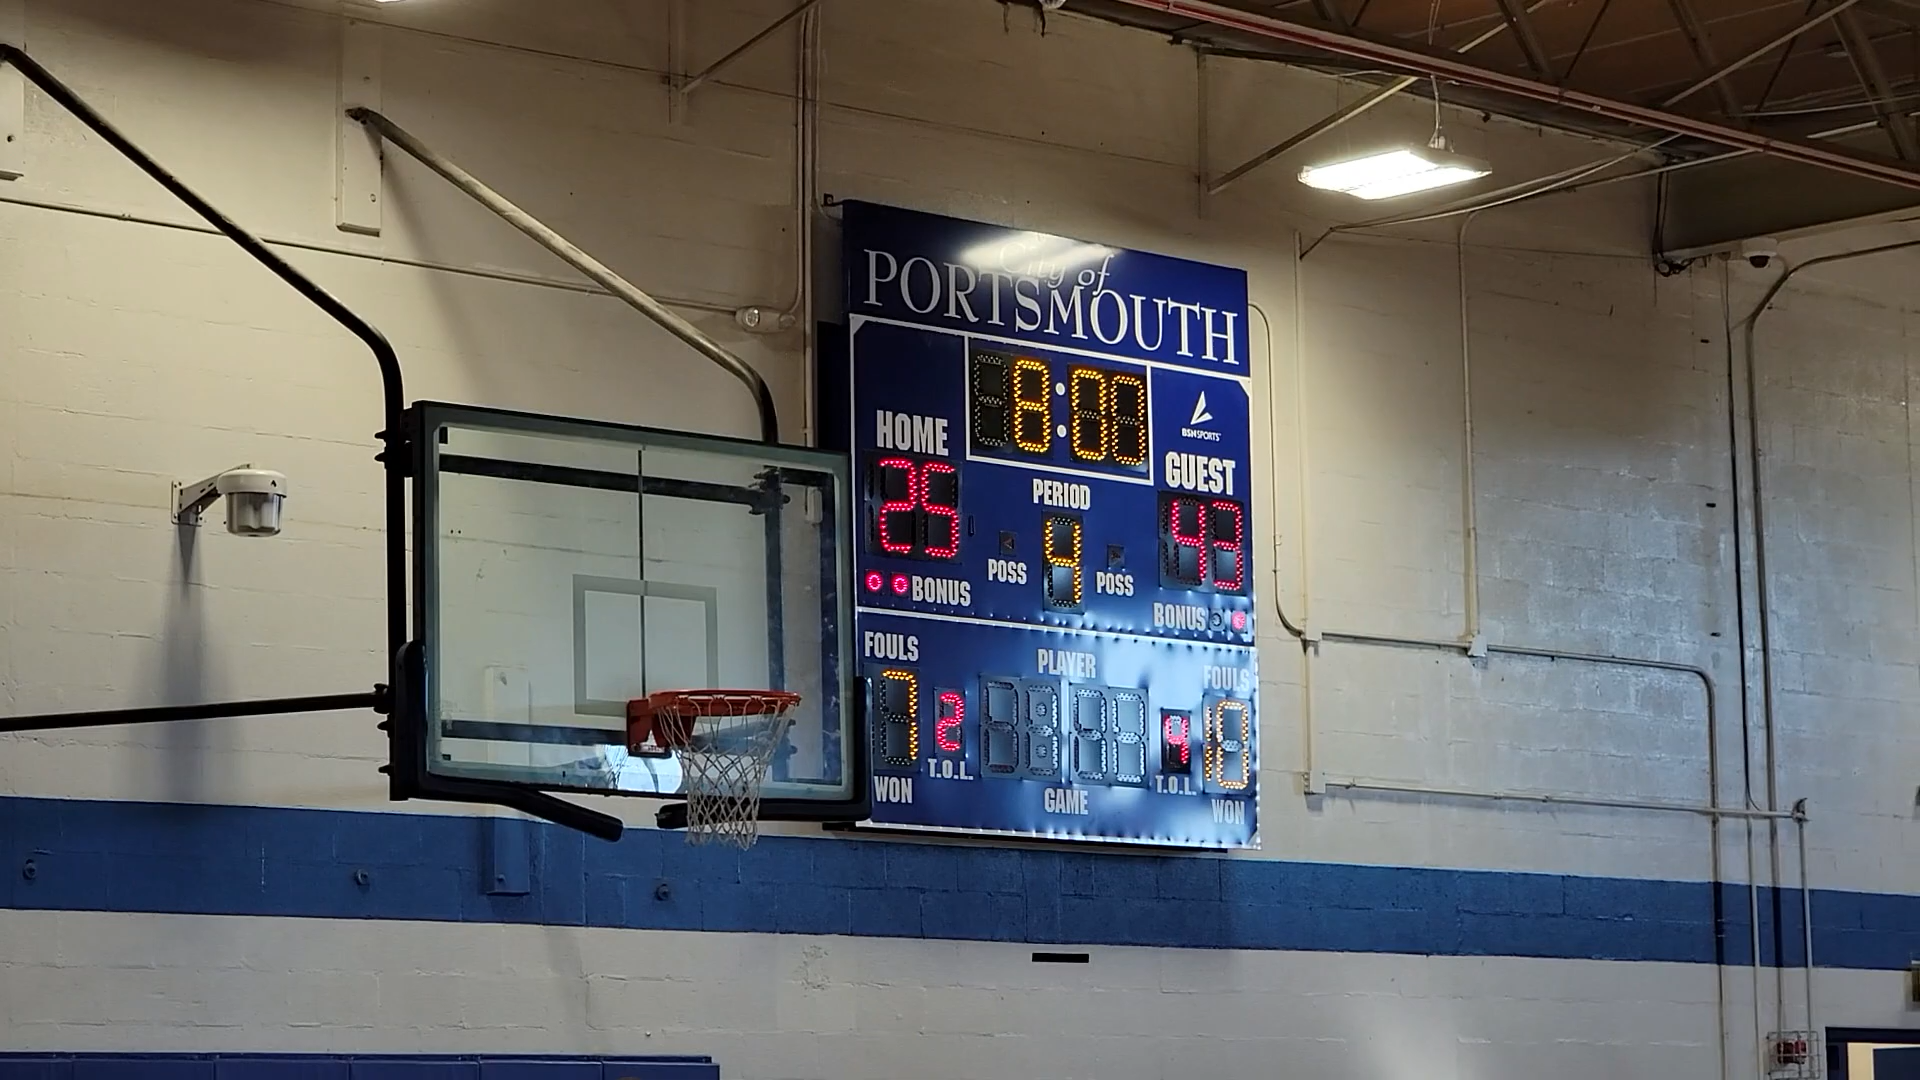 City of
PORTSMOUTH
8:00
BSN SPORTS
HOME
GUEST
25
PERIOD
43
4
POSS
POSS
BONUS
BONUS
FOULS
PLAYER
FOULS
7
2
4
10
T.O.L.
T.O.L.
WON
GAME
WON